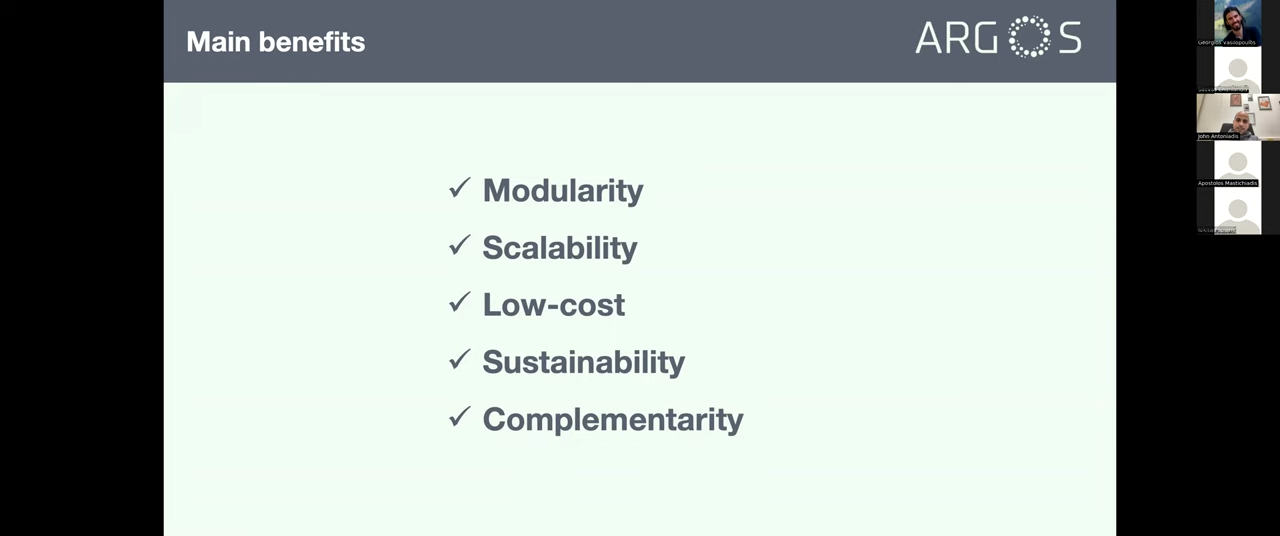 Main benefits
ARGOS
✓ Modularity
✓ Scalability
✓ Low-cost
✓ Sustainability
✓ Complementarity
Georgios Vasilopoulos
John Antoniadis
Apostolos Mastichiadis